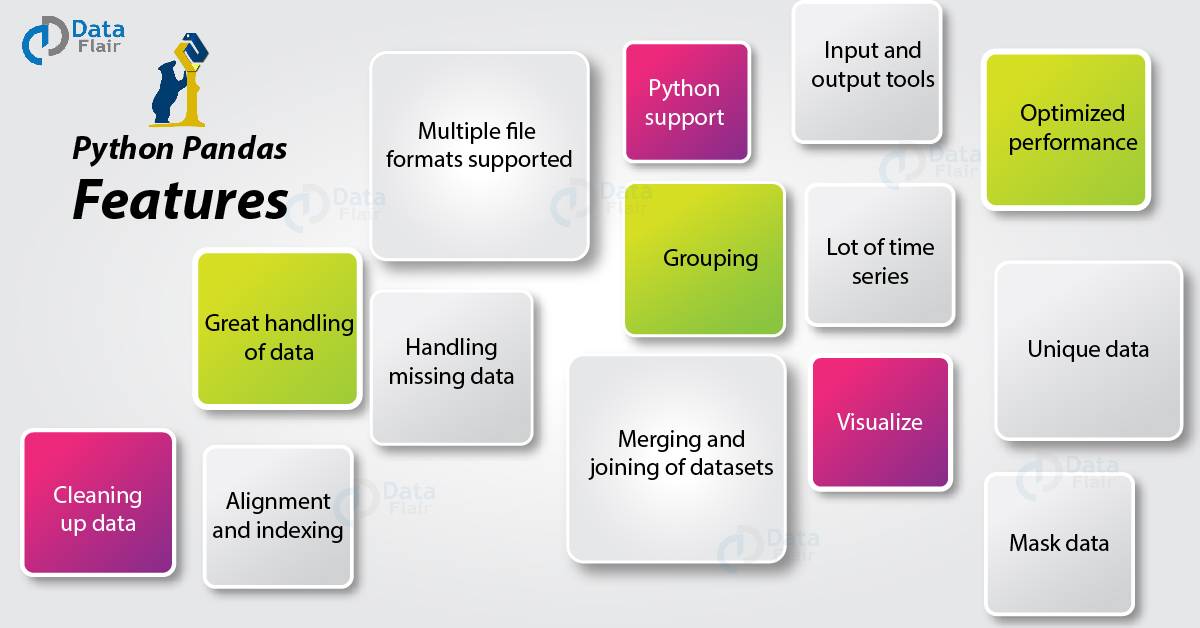 Data
Flair
Python Pandas
Features
Multiple file
formats supported
Python
support
Input and
output tools
Optimized
performance
Great handling
of data
Handling
missing data
Grouping
Lot of time
series
Unique data
Cleaning
up data
Alignment
and indexing
Merging and
joining of datasets
Visualize
Mask data
Data
Flair
Data
Flair
Data
Flair
Data
Flair
Data
Flair
Data
Flair